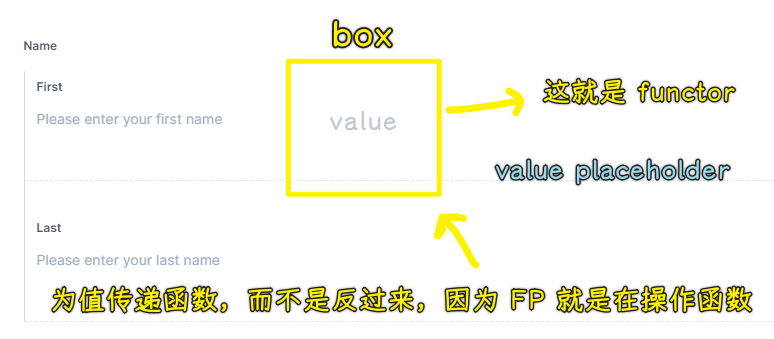 box
Name
First
这就是 functor
Please enter your first name
value
value placeholder
Last
Please enter your last name
为值传递函数，而不是反过来，因为 FP 就是在操作函数